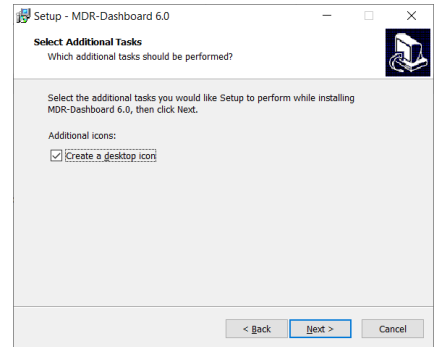 Setup - MDR-Dashboard 6.0
Select Additional Tasks
Which additional tasks should be performed?
Select the additional tasks you would like Setup to perform while installing
MDR-Dashboard 6.0, then click Next.
Additional icons:
Create a desktop icon
< Back
Next >
Cancel